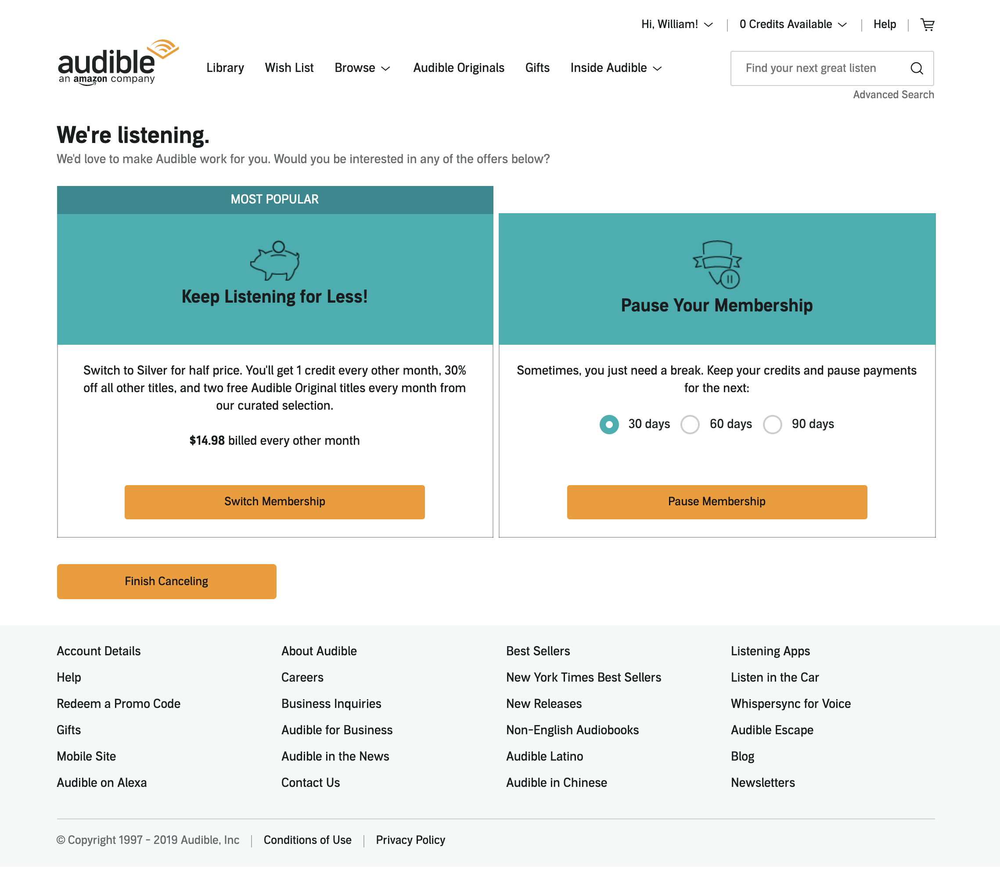 Hi, William!
0 Credits Available
Help
audible
an amazon company
Library
Wish List
Browse
Audible Originals
Gifts
Inside Audible
Find your next great listen
Advanced Search
We're listening.
We'd love to make Audible work for you. Would you be interested in any of the offers below?
MOST POPULAR
Keep Listening for Less!
Switch to Silver for half price. You'll get 1 credit every other month, 30%
off all other titles, and two free Audible Original titles every month from
our curated selection.
$14.98 billed every other month
Switch Membership
Pause Your Membership
Sometimes, you just need a break. Keep your credits and pause payments
for the next:
30 days
60 days
90 days
Pause Membership
Finish Canceling
Account Details
Help
Redeem a Promo Code
Gifts
Mobile Site
Audible on Alexa
About Audible
Careers
Business Inquiries
Audible for Business
Audible in the News
Contact Us
Best Sellers
New York Times Best Sellers
New Releases
Non-English Audiobooks
Audible Latino
Audible in Chinese
Listening Apps
Listen in the Car
Whispersync for Voice
Audible Escape
Blog
Newsletters
© Copyright 1997 - 2019 Audible, Inc
Conditions of Use
Privacy Policy